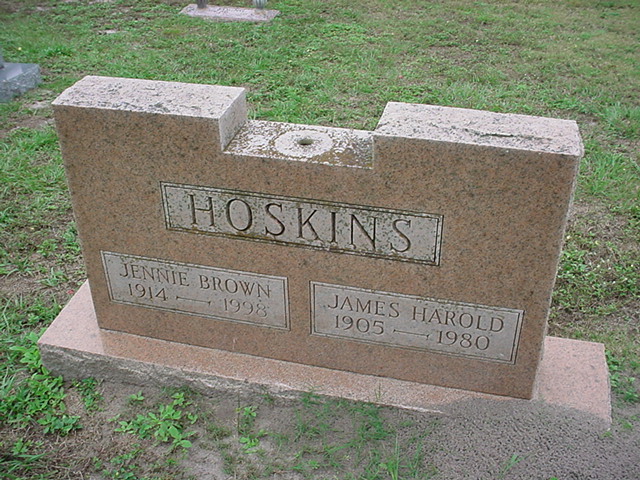 HOSKINS
JENNIE BROWN
1914 — 1998
JAMES HAROLD
1905 — 1980